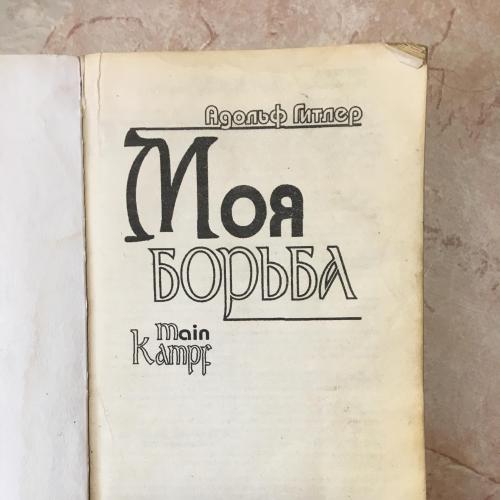 Адольф Гитлер
Моя
борьба
main
Kampf